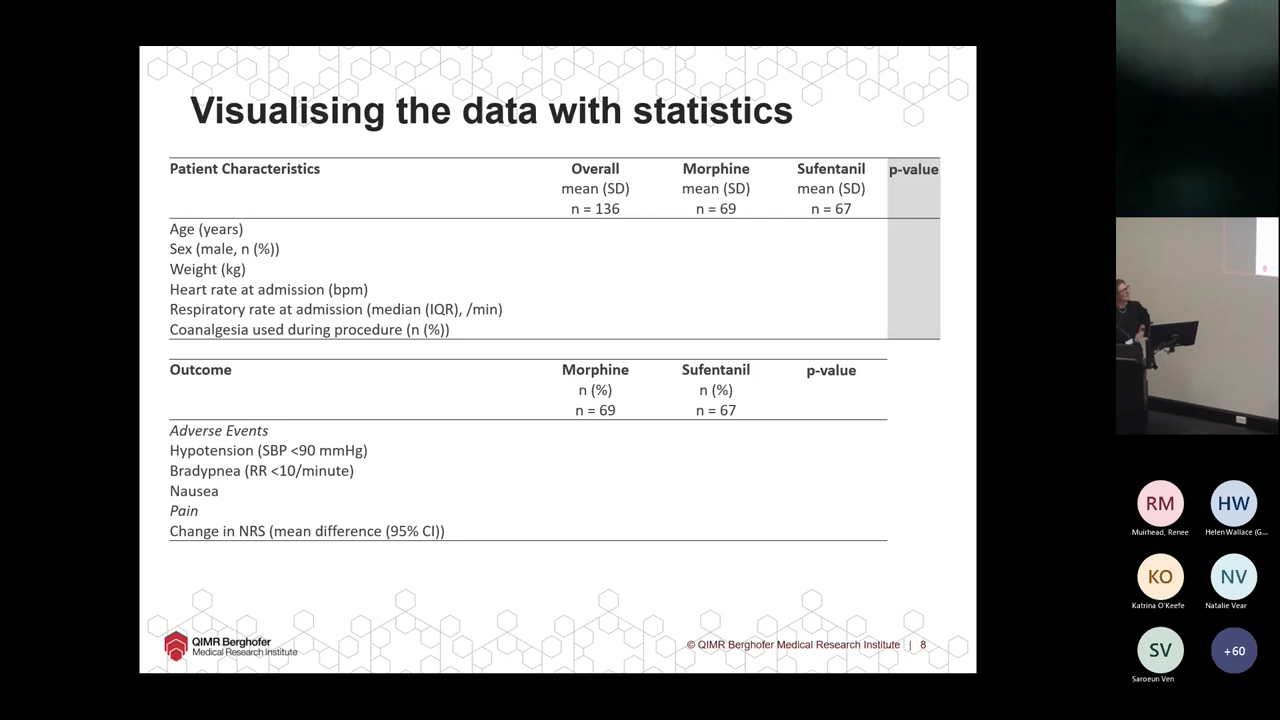 Visualising the data with statistics
Patient Characteristics Overall Morphine Sufentanil p-value
mean (SD) mean (SD) mean (SD)
n = 136 n = 69 n = 67
Age (years)
Sex (male, n (%))
Weight (kg)
Heart rate at admission (bpm)
Respiratory rate at admission (median (IQR), /min)
Coanalgesia used during procedure (n (%))
Outcome Morphine Sufentanil p-value
n (%) n (%)
n = 69 n = 67
Adverse Events
Hypotension (SBP <90 mmHg)
Bradypnea (RR <10/minute)
Nausea
Pain
Change in NRS (mean difference (95% CI))
QIMR Berghofer
Medical Research Institute
© QIMR Berghofer Medical Research Institute | 8
RM HW
Muirhead, Renee Helen Wallace (G...
KO NV
Katrina O'Keefe Natalie Vear
SV +60
Saroeun Ven